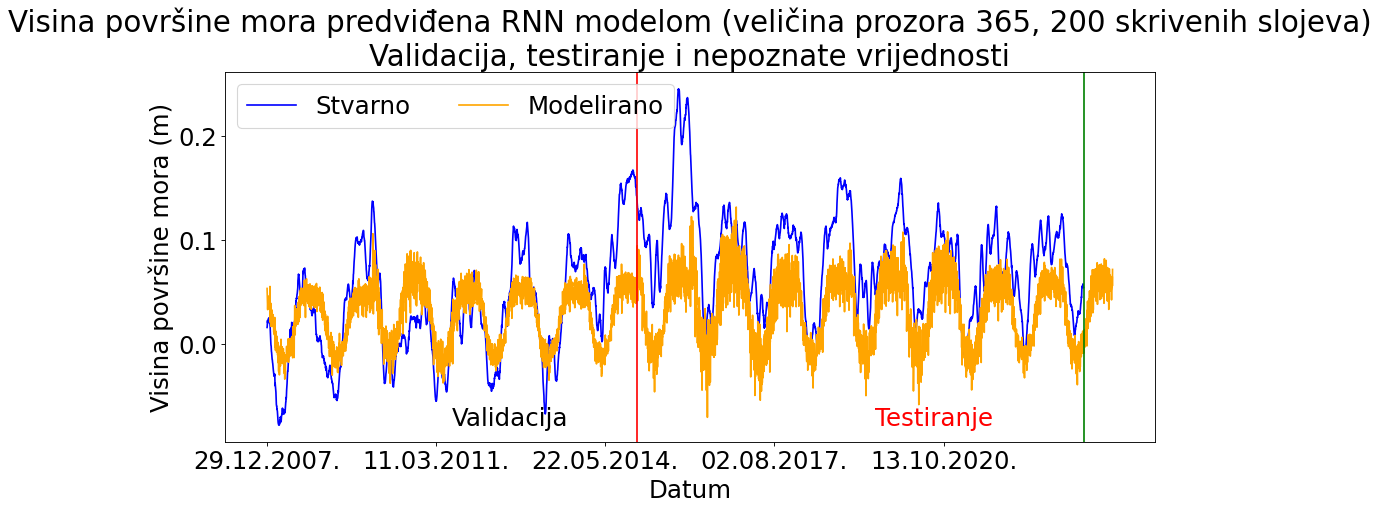 Visina površine mora predviđena RNN modelom (veličina prozora 365, 200 skrivenih slojeva)
Validacija, testiranje i nepoznate vrijednosti
Stvarno
Modelirano
Visina površine mora (m)
0.2
0.1
0.0
Validacija
Testiranje
29.12.2007.
11.03.2011.
22.05.2014.
02.08.2017.
13.10.2020.
Datum